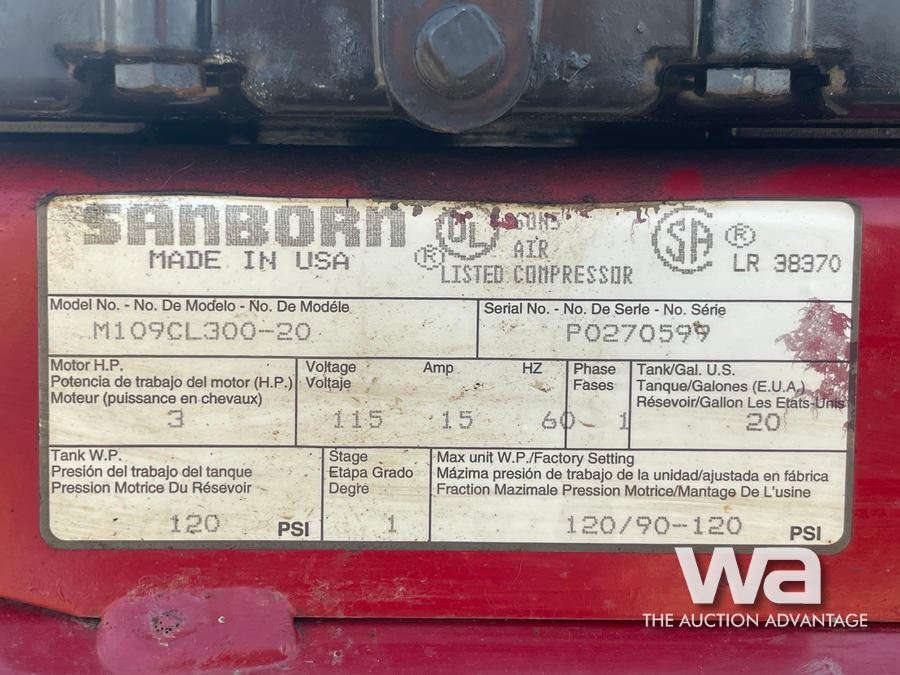 SANBORN
MADE IN USA
® UL
AIR
LISTED COMPRESSOR
SA ®
LR 38370
Model No. - No. De Modelo - No. De Modéle
M109CL300-20
Serial No. - No. De Serle - No. Série
P0270599
Motor H.P.
Potencia de trabajo del motor (H.P.)
Moteur (puissance en chevaux)
3
Voltage Amp HZ
Voltaje
115 15 60
Phase
Fases
1
Tank/Gal. U.S.
Tanque/Galones (E.U.A.)
Résevoir/Gallon Les Etats-Unis
20
Tank W.P.
Presión del trabajo del tanque
Pression Motrice Du Résevoir
120 PSI
Stage
Etapa Grado
Degre
1
Max unit W.P./Factory Setting
Mázima presión de trabajo de la unidad/ajustada en fábrica
Fraction Mazimale Pression Motrice/Mantage De L'usine
120/90-120 PSI
wa
THE AUCTION ADVANTAGE